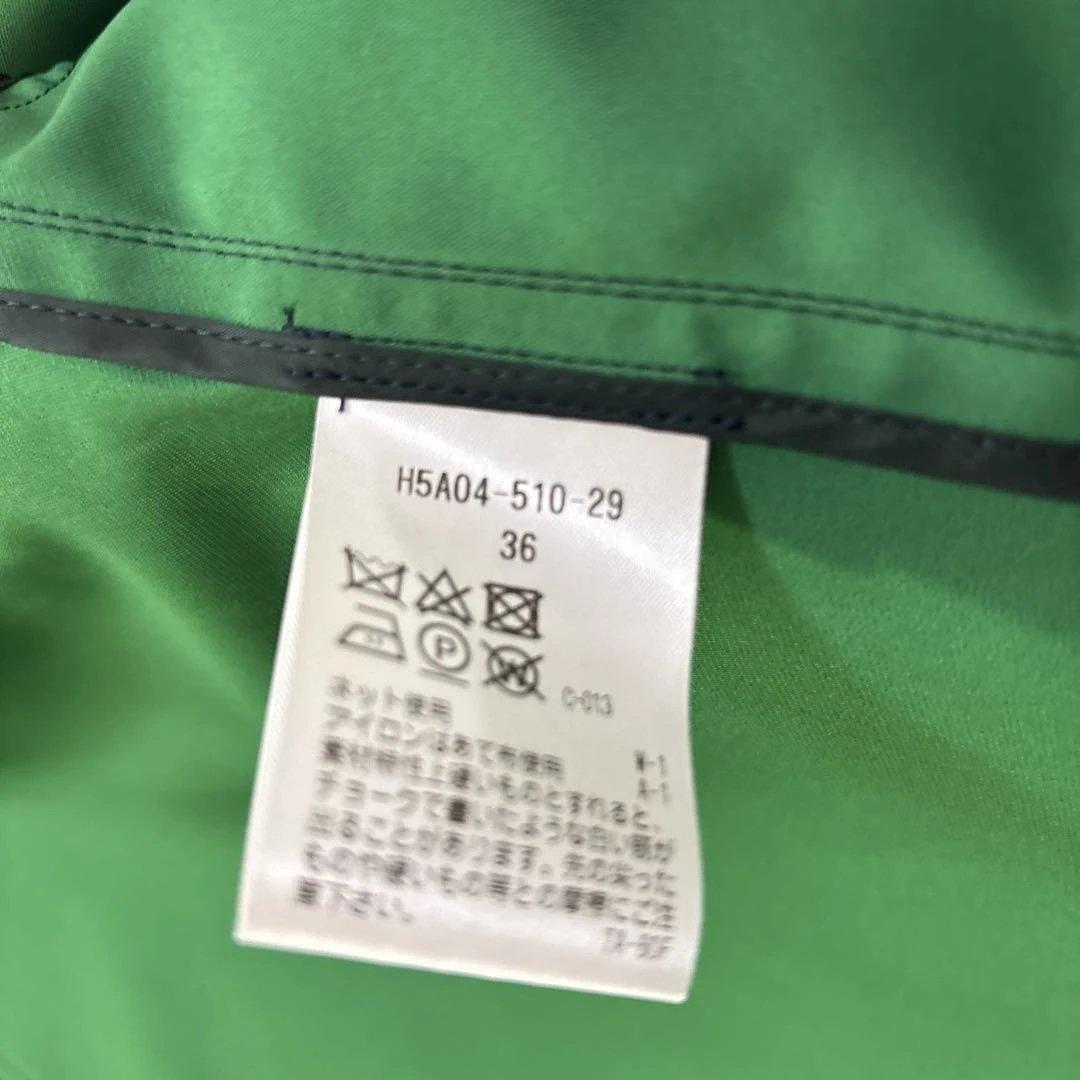 H5A04-510-29
36
P
W
C-013
ネット使用 W-1
アイロンはあて布使用 A-1
素材特性上硬いものとすれると、
チョークで書いたような白い筋が
出ることがあります。先の尖った
ものや硬いもの等との摩擦にご注
意下さい。